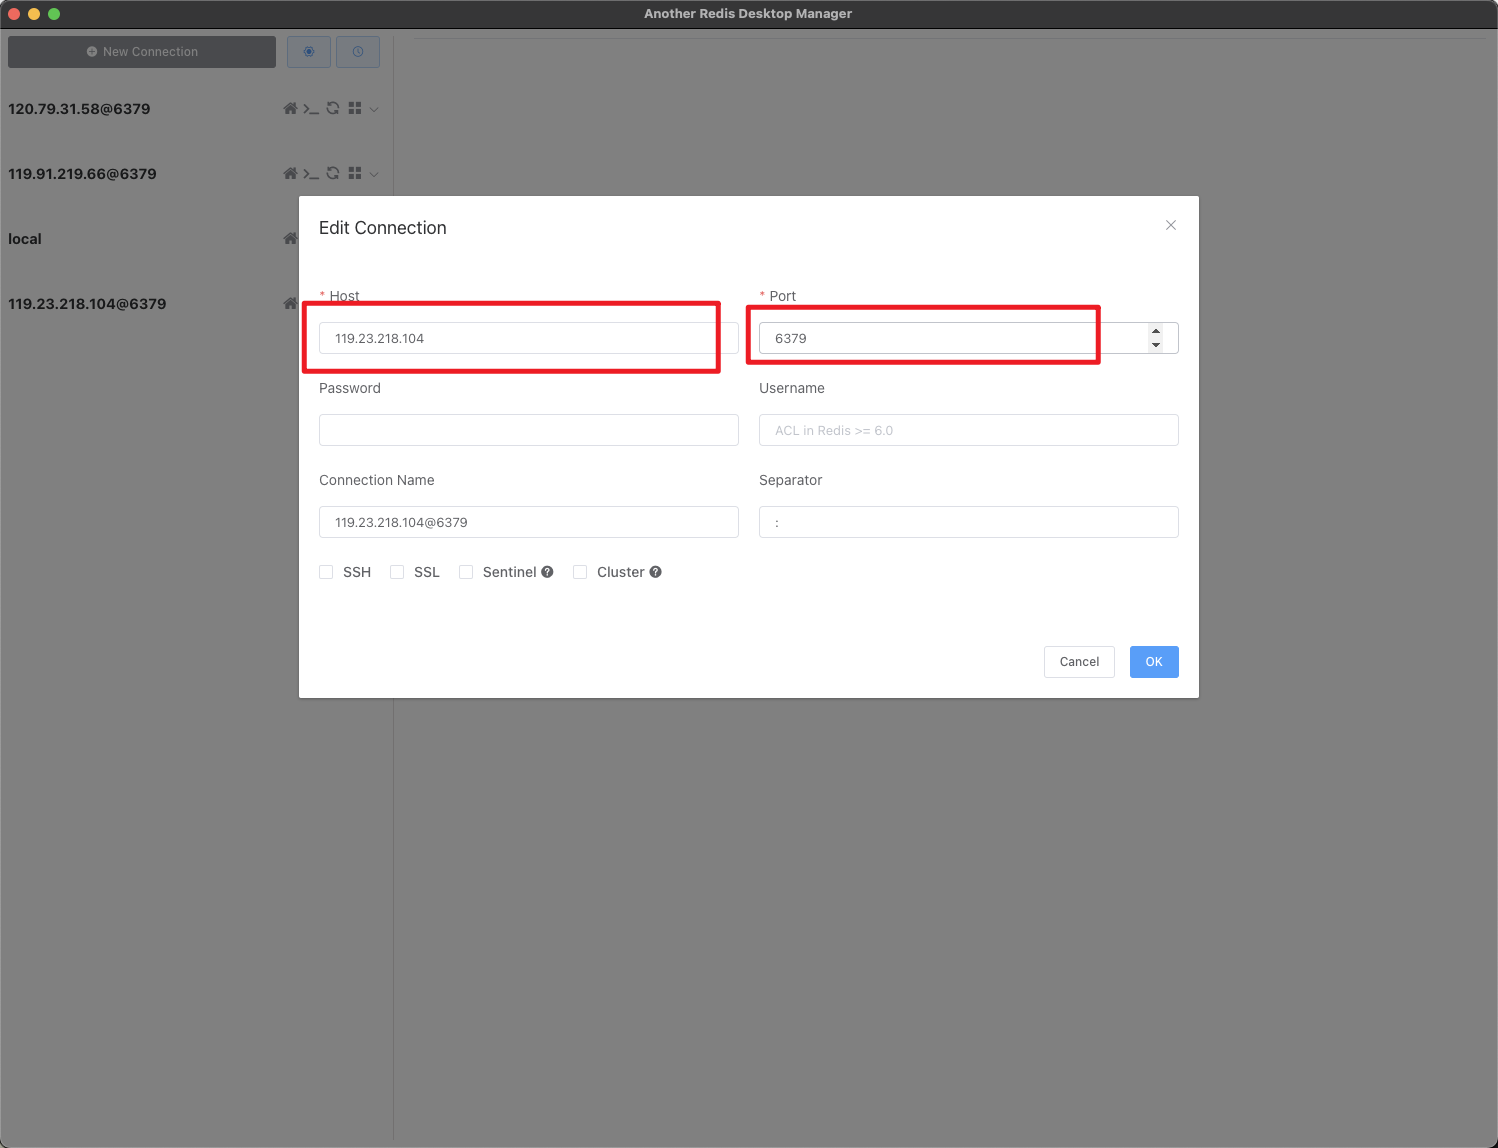 Another Redis Desktop Manager
New Connection
120.79.31.58@6379
119.91.219.66@6379
local
119.23.218.104@6379
Edit Connection
* Host
* Port
119.23.218.104
6379
Password
Username
ACL in Redis >= 6.0
Connection Name
Separator
119.23.218.104@6379
:
SSH SSL Sentinel ? Cluster ?
Cancel OK